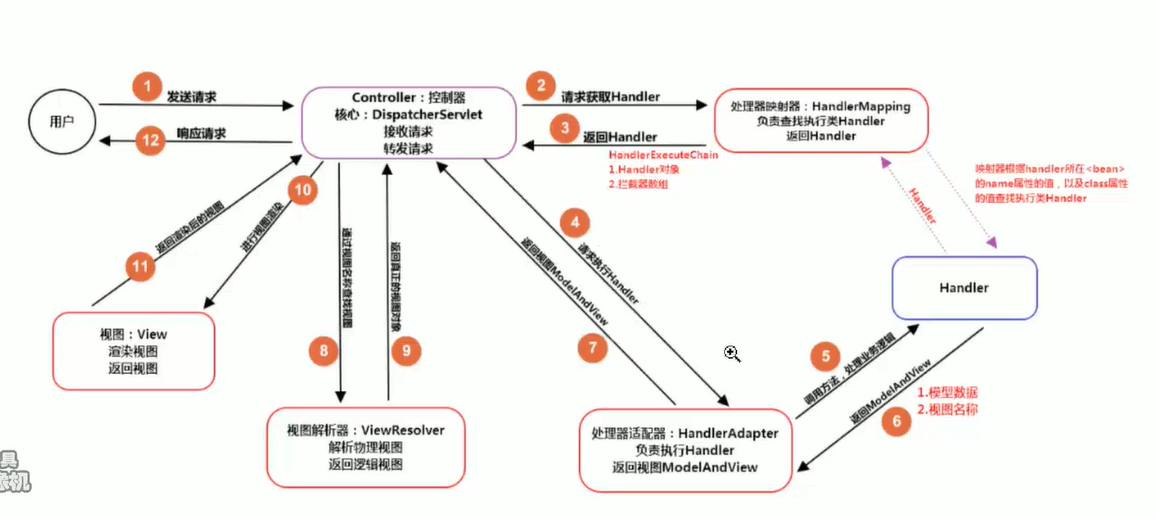 1
发送请求
用户
12
响应请求
Controller：控制器
核心：DispatcherServlet
接收请求
转发请求
2
请求获取Handler
3
返回Handler
HandlerExecuteChain
1.Handler对象
2.拦截器数组
处理器映射器：HandlerMapping
负责查找执行类Handler
返回Handler
映射器根据handler所在<bean>
的name属性的值，以及class属性
的值查找执行类Handler
Handler
Handler
4
请求执行Handler
5
调用方法，处理业务逻辑
6
返回ModelAndView
1.模型数据
2.视图名称
7
返回视图ModelAndView
处理器适配器：HandlerAdapter
负责执行Handler
返回视图ModelAndView
8
通过视图名称查找视图
9
返回真正的视图对象
视图解析器：ViewResolver
解析物理视图
返回逻辑视图
10
进行视图渲染
11
返回渲染后的视图
视图：View
渲染视图
返回视图
具
机